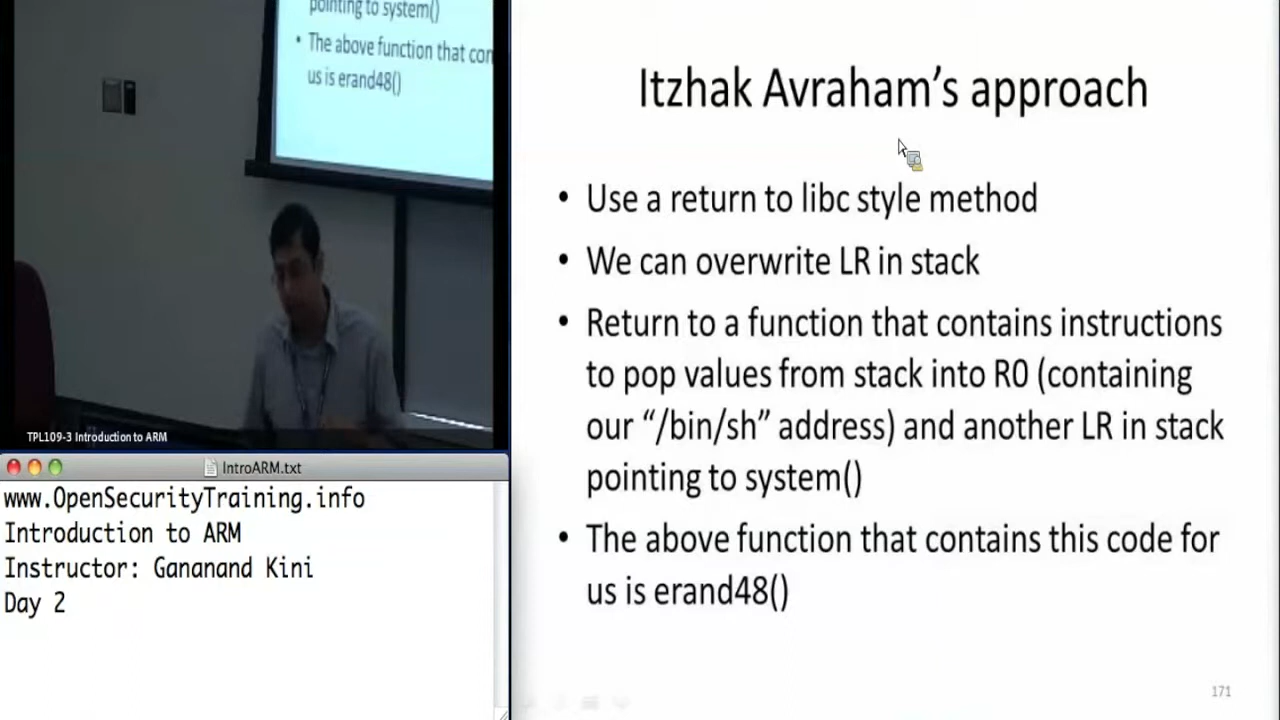 pointing to system()
• The above function that con
us is erand48()
TPL109-3 Introduction to ARM
IntroARM.txt
www.OpenSecurityTraining.info
Introduction to ARM
Instructor: Gananand Kini
Day 2
Itzhak Avraham’s approach
• Use a return to libc style method
• We can overwrite LR in stack
• Return to a function that contains instructions
to pop values from stack into R0 (containing
our “/bin/sh” address) and another LR in stack
pointing to system()
• The above function that contains this code for
us is erand48()
171